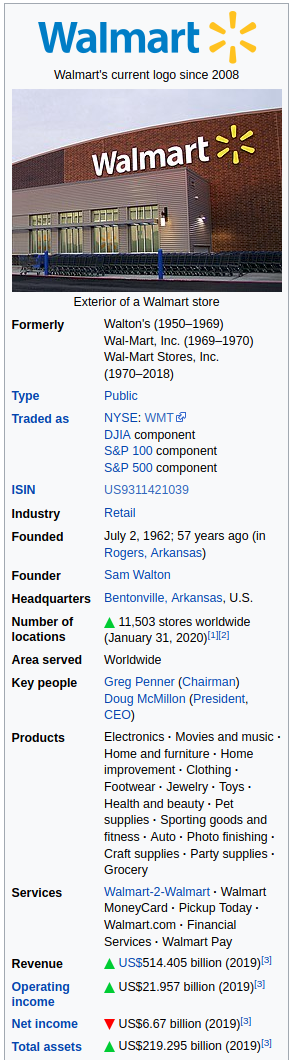 Walmart
Walmart's current logo since 2008
Walmart
Exterior of a Walmart store
Formerly
Walton's (1950–1969)
Wal-Mart, Inc. (1969–1970)
Wal-Mart Stores, Inc.
(1970–2018)
Type Public
Traded as NYSE: WMT
DJIA component
S&P 100 component
S&P 500 component
ISIN US9311421039
Industry Retail
Founded July 2, 1962; 57 years ago (in
Rogers, Arkansas)
Founder Sam Walton
Headquarters Bentonville, Arkansas, U.S.
Number of
locations
▲ 11,503 stores worldwide
(January 31, 2020)[1][2]
Area served Worldwide
Key people Greg Penner (Chairman)
Doug McMillon (President,
CEO)
Products Electronics · Movies and music ·
Home and furniture · Home
improvement · Clothing ·
Footwear · Jewelry · Toys ·
Health and beauty · Pet
supplies · Sporting goods and
fitness · Auto · Photo finishing ·
Craft supplies · Party supplies ·
Grocery
Services Walmart-2-Walmart · Walmart
MoneyCard · Pickup Today ·
Walmart.com · Financial
Services · Walmart Pay
Revenue ▲ US$514.405 billion (2019)[3]
Operating
income
▲ US$21.957 billion (2019)[3]
Net income ▼ US$6.67 billion (2019)[3]
Total assets ▲ US$219.295 billion (2019)[3]